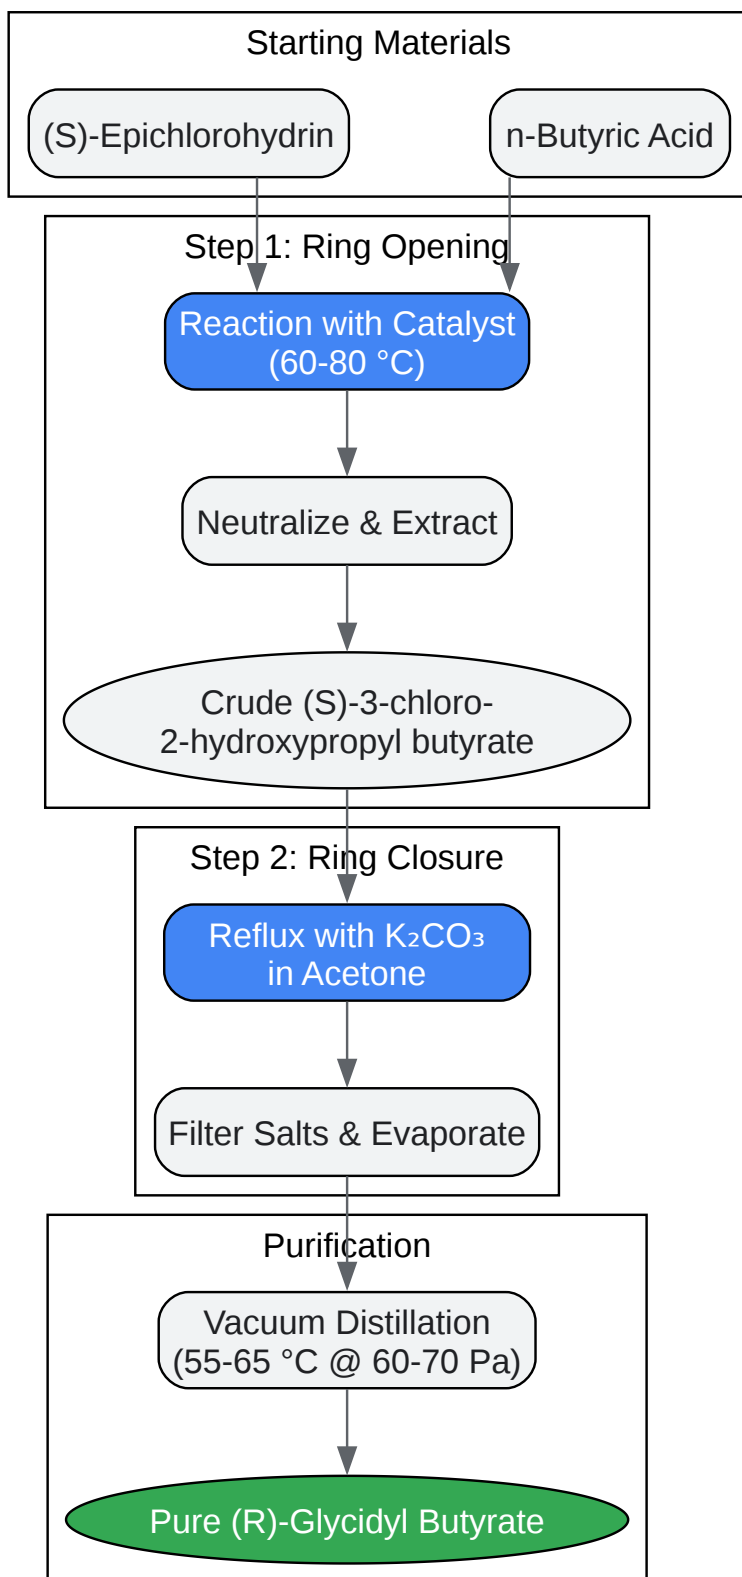 Starting Materials
(S)-Epichlorohydrin
n-Butyric Acid
Step 1: Ring Opening
Reaction with Catalyst
(60-80 °C)
Neutralize & Extract
Crude (S)-3-chloro-
2-hydroxypropyl butyrate
Step 2: Ring Closure
Reflux with K₂CO₃
in Acetone
Filter Salts & Evaporate
Purification
Vacuum Distillation
(55-65 °C @ 60-70 Pa)
Pure (R)-Glycidyl Butyrate